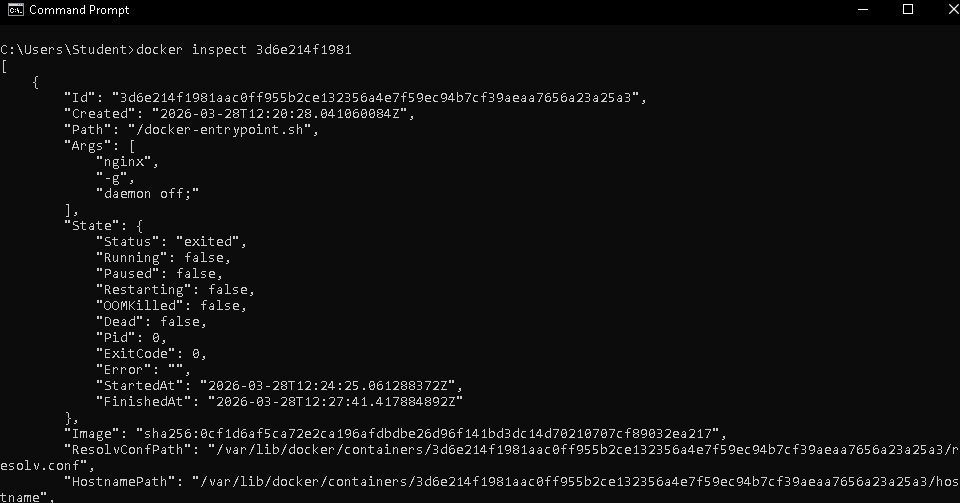 Command Prompt
C:\Users\Student>docker inspect 3d6e214f1981
[
    {
        "Id": "3d6e214f1981aac0ff955b2ce132356a4e7f59ec94b7cf39aeaa7656a23a25a3",
        "Created": "2026-03-28T12:20:28.041060084Z",
        "Path": "/docker-entrypoint.sh",
        "Args": [
            "nginx",
            "-g",
            "daemon off;"
        ],
        "State": {
            "Status": "exited",
            "Running": false,
            "Paused": false,
            "Restarting": false,
            "OOMKilled": false,
            "Dead": false,
            "Pid": 0,
            "ExitCode": 0,
            "Error": "",
            "StartedAt": "2026-03-28T12:24:25.061288372Z",
            "FinishedAt": "2026-03-28T12:27:41.417884892Z"
        },
        "Image": "sha256:0cf1d6af5ca72e2ca196afdbdbe26d96f141bd3dc14d70210707cf89032ea217",
        "ResolvConfPath": "/var/lib/docker/containers/3d6e214f1981aac0ff955b2ce132356a4e7f59ec94b7cf39aeaa7656a23a25a3/r
esolv.conf",
        "HostnamePath": "/var/lib/docker/containers/3d6e214f1981aac0ff955b2ce132356a4e7f59ec94b7cf39aeaa7656a23a25a3/hos
tname",